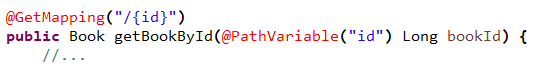 @GetMapping("/{id}")
public Book getBookById(@PathVariable("id") Long bookId) {
//...